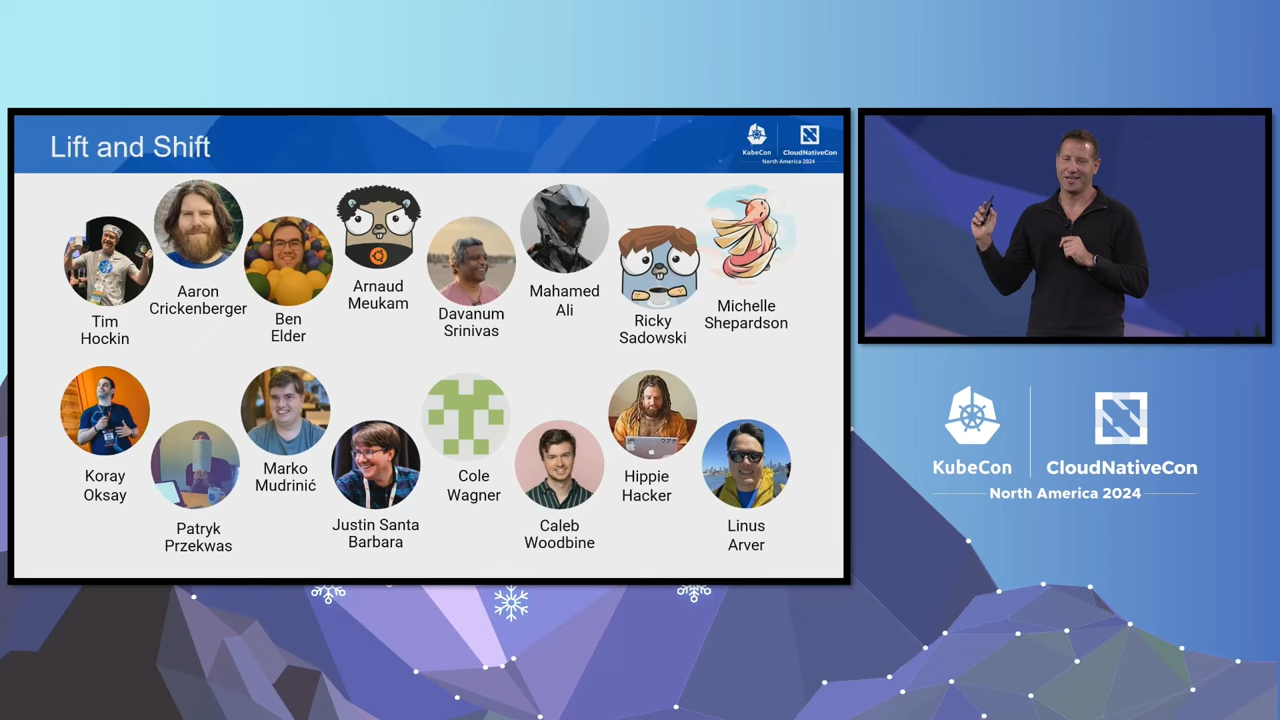 Lift and Shift
KubeCon
CloudNativeCon
North America 2024
Tim
Hockin
Aaron
Crickenberger
Ben
Elder
Arnaud
Meukam
Davanum
Srinivas
Mahamed
Ali
Ricky
Sadowski
Michelle
Shepardson
Koray
Oksay
Patryk
Przekwas
Marko
Mudrinić
Justin Santa
Barbara
Cole
Wagner
Caleb
Woodbine
Hippie
Hacker
Linus
Arver
KubeCon
CloudNativeCon
North America 2024